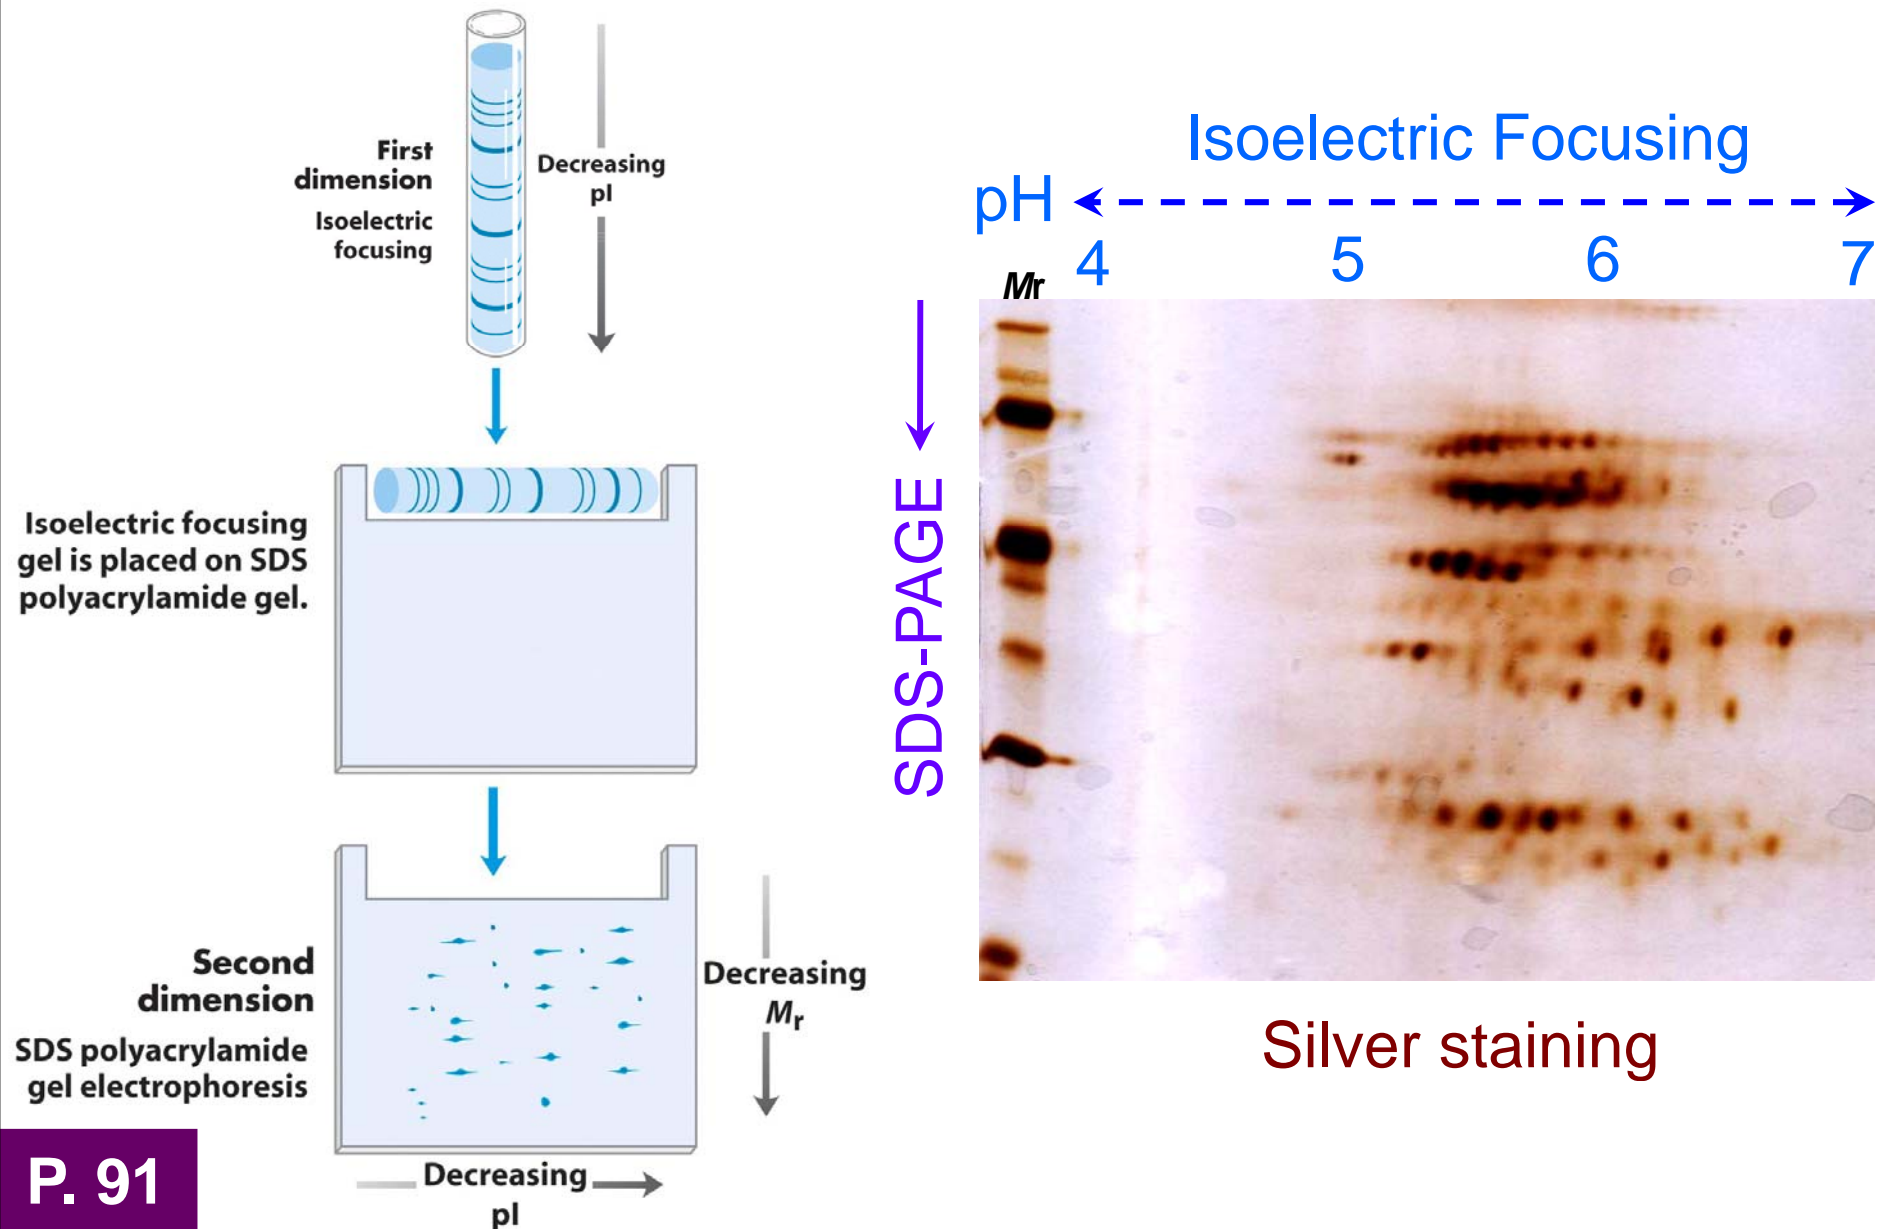 First
dimension
Isoelectric
focusing
Decreasing
pI
Isoelectric focusing
gel is placed on SDS
polyacrylamide gel.
Second
dimension
SDS polyacrylamide
gel electrophoresis
Decreasing
Mr
Decreasing
pI
P. 91
Isoelectric Focusing
pH
4 5 6 7
Mr
SDS-PAGE
Silver staining